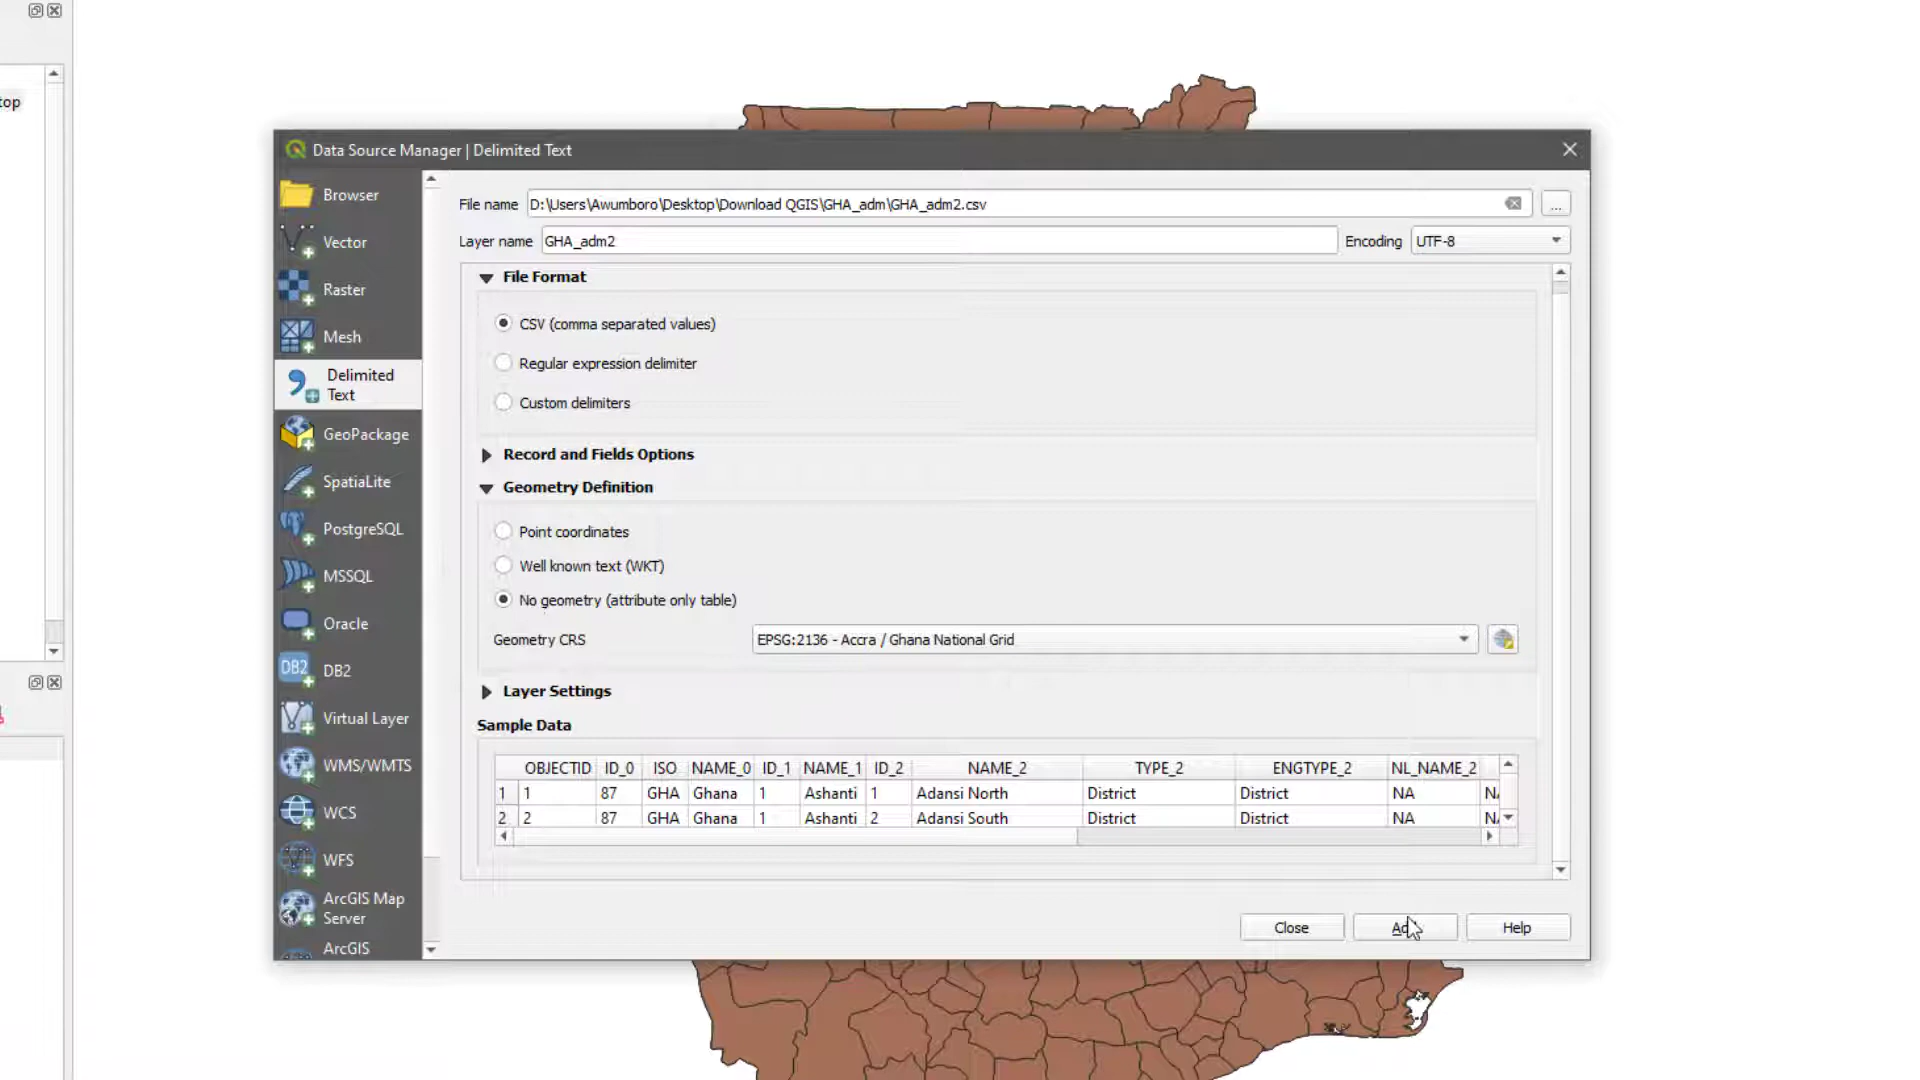 top
Data Source Manager | Delimited Text
Browser
Vector
Raster
Mesh
Delimited
Text
GeoPackage
SpatiaLite
PostgreSQL
MSSQL
Oracle
DB2
DB2
Virtual Layer
WMS/WMTS
WCS
WFS
ArcGIS Map
Server
ArcGIS
File name D:\Users\Awumboro\Desktop\Download QGIS\GHA_adm\GHA_adm2.csv ...
Layer name GHA_adm2 Encoding UTF-8
File Format
CSV (comma separated values)
Regular expression delimiter
Custom delimiters
Record and Fields Options
Geometry Definition
Point coordinates
Well known text (WKT)
No geometry (attribute only table)
Geometry CRS EPSG:2136 - Accra / Ghana National Grid
Layer Settings
Sample Data
OBJECTID ID_0 ISO NAME_0 ID_1 NAME_1 ID_2 NAME_2 TYPE_2 ENGTYPE_2 NL_NAME_2
1 1 87 GHA Ghana 1 Ashanti 1 Adansi North District District NA
2 2 87 GHA Ghana 1 Ashanti 2 Adansi South District District NA
Close Help